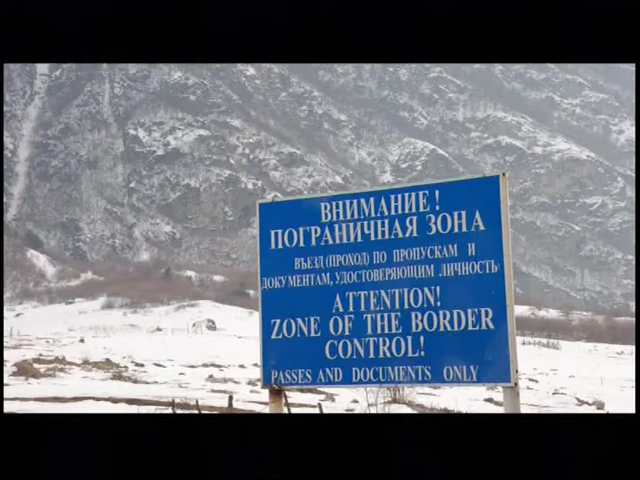 ВНИМАНИЕ!
ПОГРАНИЧНАЯ ЗОНА
ВЪЕЗД (ПРОХОД) ПО ПРОПУСКАМ И
ДОКУМЕНТАМ, УДОСТОВЕРЯЮЩИМ ЛИЧНОСТЬ
ATTENTION!
ZONE OF THE BORDER
CONTROL!
PASSES AND DOCUMENTS ONLY